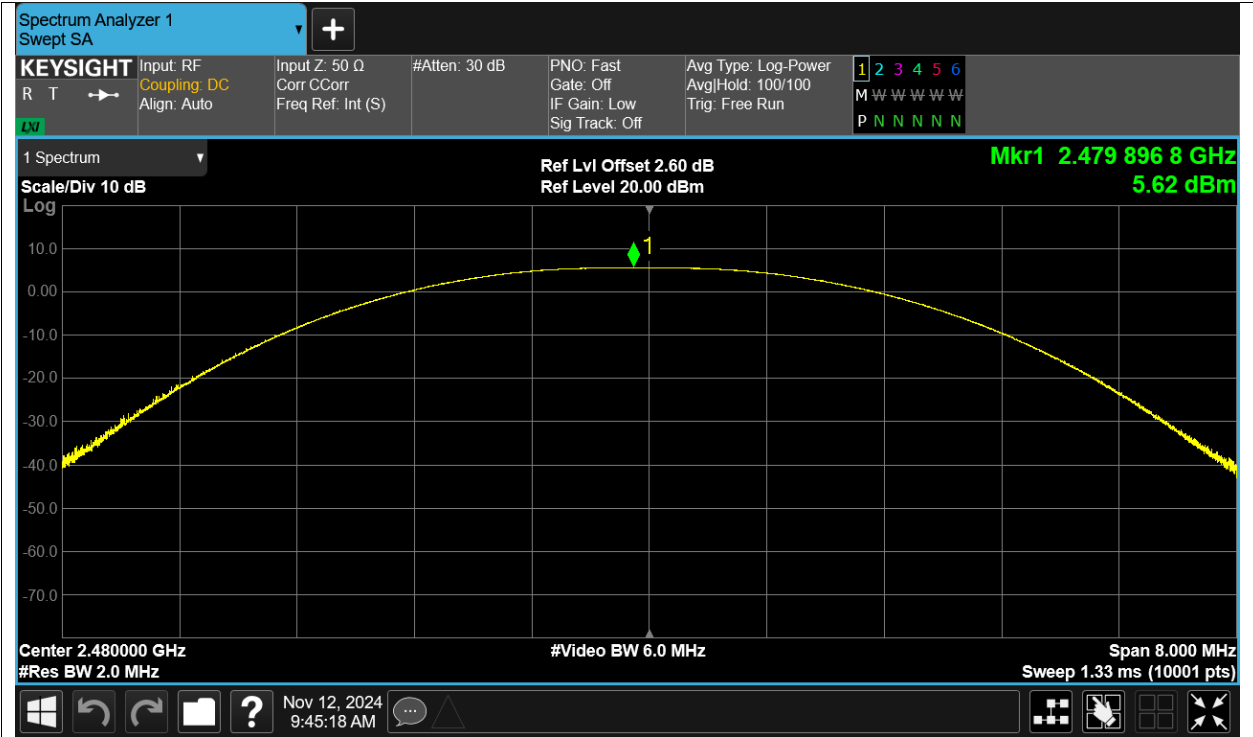 Spectrum Analyzer 1
Swept SA
+
KEYSIGHT
R T
LXI
Input: RF
Coupling: DC
Align: Auto
Input Z: 50 Ω
Corr CCorr
Freq Ref: Int (S)
#Atten: 30 dB
PNO: Fast
Gate: Off
IF Gain: Low
Sig Track: Off
Avg Type: Log-Power
Avg|Hold: 100/100
Trig: Free Run
1 2 3 4 5 6
M W W W W W
P N N N N N
1 Spectrum
Scale/Div 10 dB
Log
Ref Lvl Offset 2.60 dB
Ref Level 20.00 dBm
Mkr1 2.479 896 8 GHz
5.62 dBm
1
10.0
0.00
-10.0
-20.0
-30.0
-40.0
-50.0
-60.0
-70.0
Center 2.480000 GHz
#Res BW 2.0 MHz
#Video BW 6.0 MHz
Span 8.000 MHz
Sweep 1.33 ms (10001 pts)
?
Nov 12, 2024
9:45:18 AM